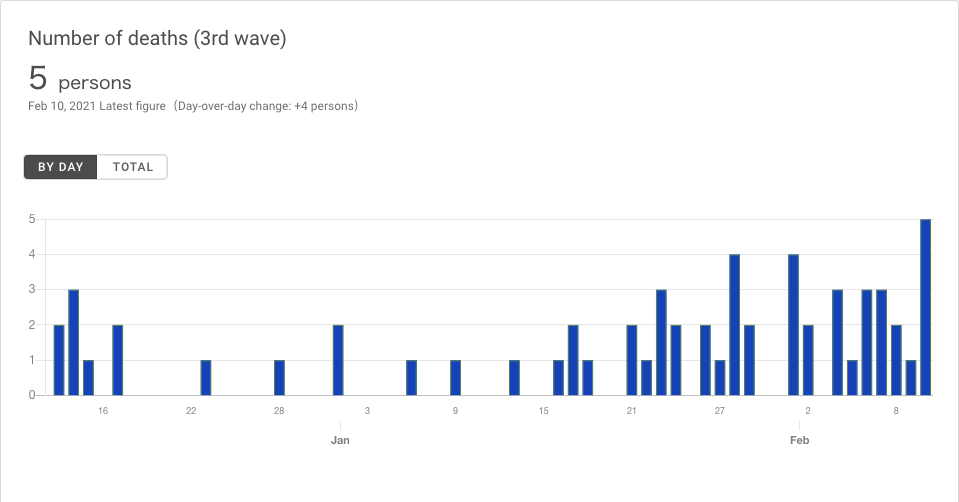 Number of deaths (3rd wave)
5 persons
Feb 10, 2021 Latest figure（Day-over-day change: +4 persons）
BY DAY TOTAL
5
4
3
2
1
0
16 22 28 3 9 15 21 27 2 8
Jan Feb